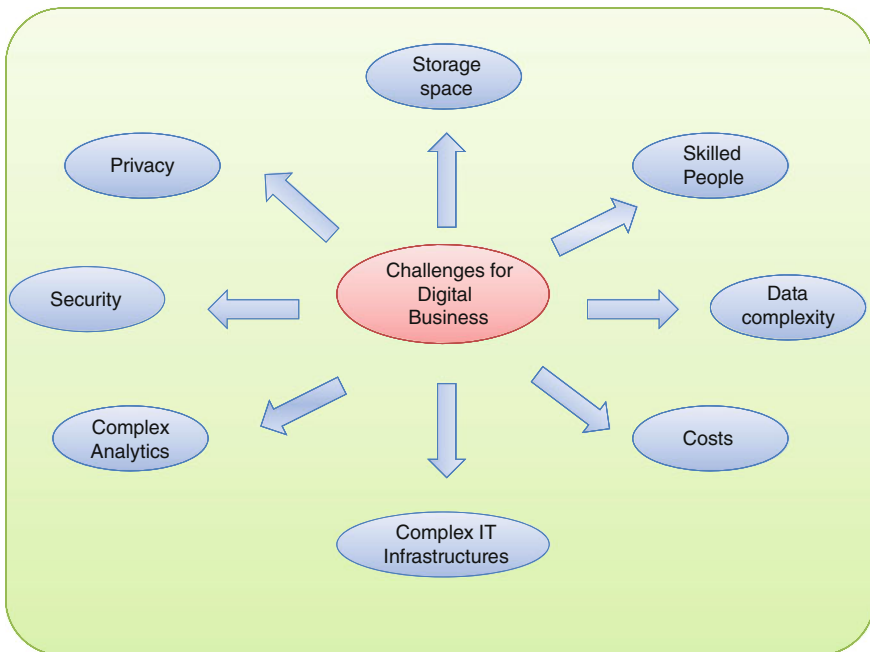 Storage
space
Privacy
Skilled
People
Challenges for
Digital
Business
Security
Data
complexity
Complex
Analytics
Costs
Complex IT
Infrastructures